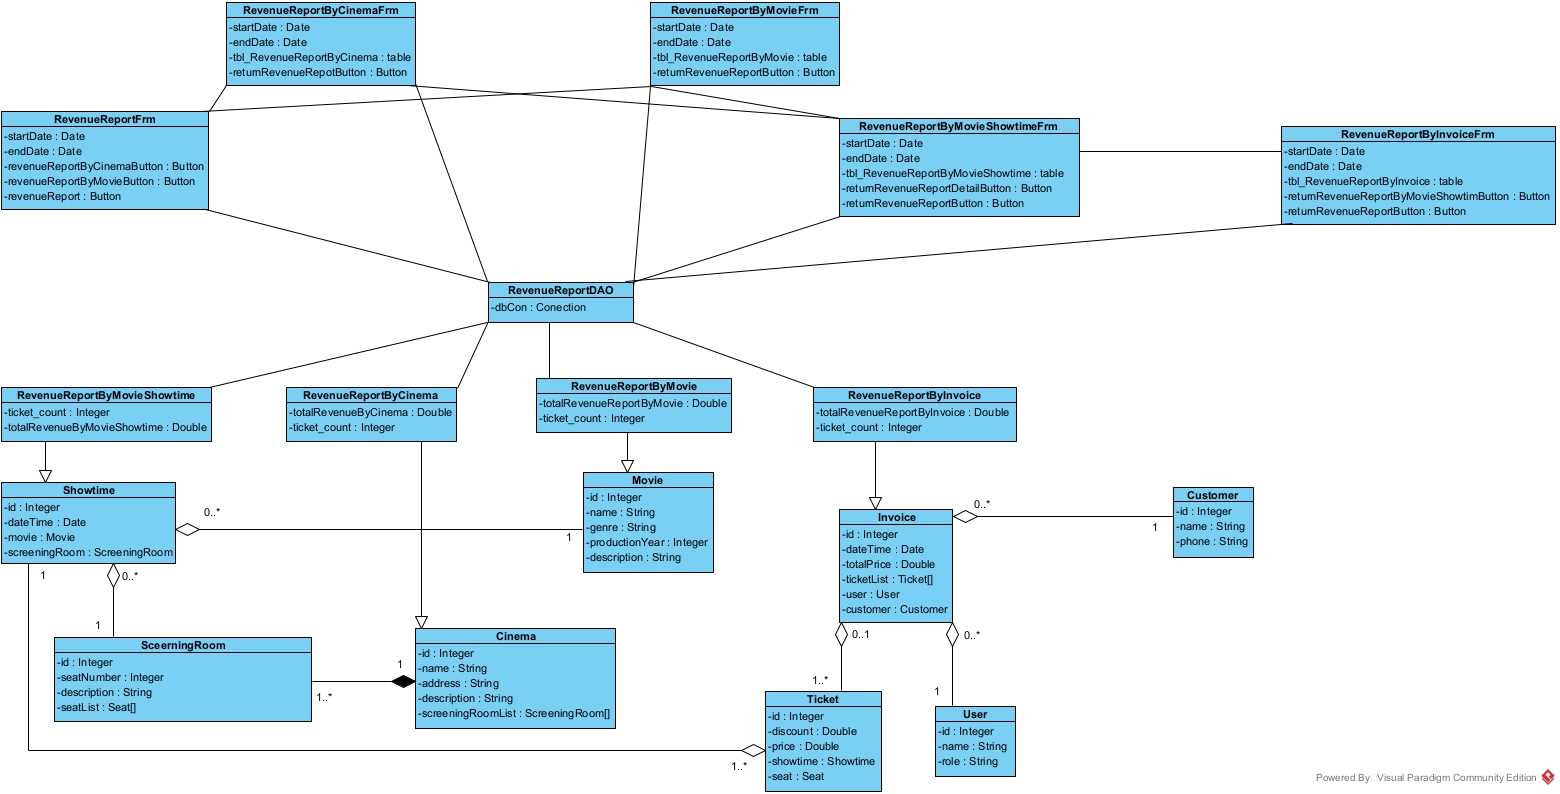 RevenueReportByCinemaFrm
-startDate : Date
-endDate : Date
-tbl_RevenueReportByCinema : table
-returnRevenueRepotButton : Button
RevenueReportByMovieFrm
-startDate : Date
-endDate : Date
-tbl_RevenueReportByMovie : table
-returnRevenueReportButton : Button
RevenueReportFrm
-startDate : Date
-endDate : Date
-revenueReportByCinemaButton : Button
-revenueReportByMovieButton : Button
-revenueReport : Button
RevenueReportByMovieShowtimeFrm
-startDate : Date
-endDate : Date
-tbl_RevenueReportByMovieShowtime : table
-returnRevenueReportDetailButton : Button
-returnRevenueReportButton : Button
RevenueReportByInvoiceFrm
-startDate : Date
-endDate : Date
-tbl_RevenueReportByInvoice : table
-returnRevenueReportByMovieShowtimButton : Button
-returnRevenueReportButton : Button
RevenueReportDAO
-dbCon : Conection
RevenueReportByMovieShowtime
-ticket_count : Integer
-totalRevenueByMovieShowtime : Double
RevenueReportByCinema
-totalRevenueByCinema : Double
-ticket_count : Integer
RevenueReportByMovie
-totalRevenueReportByMovie : Double
-ticket_count : Integer
RevenueReportByInvoice
-totalRevenueReportByInvoice : Double
-ticket_count : Integer
Showtime
-id : Integer
-dateTime : Date
-movie : Movie
-screeningRoom : ScreeningRoom
0..*
1
Movie
-id : Integer
-name : String
-genre : String
-productionYear : Integer
-description : String
Invoice
-id : Integer
-dateTime : Date
-totalPrice : Double
-ticketList : Ticket[]
-user : User
-customer : Customer
0..*
1
Customer
-id : Integer
-name : String
-phone : String
1
0..*
1
SceerningRoom
-id : Integer
-seatNumber : Integer
-description : String
-seatList : Seat[]
1
1..*
Cinema
-id : Integer
-name : String
-address : String
-description : String
-screeningRoomList : ScreeningRoom[]
0..1
0..*
1..*
1
Ticket
-id : Integer
-discount : Double
-price : Double
-showtime : Showtime
-seat : Seat
1..*
User
-id : Integer
-name : String
-role : String
Powered By Visual Paradigm Community Edition